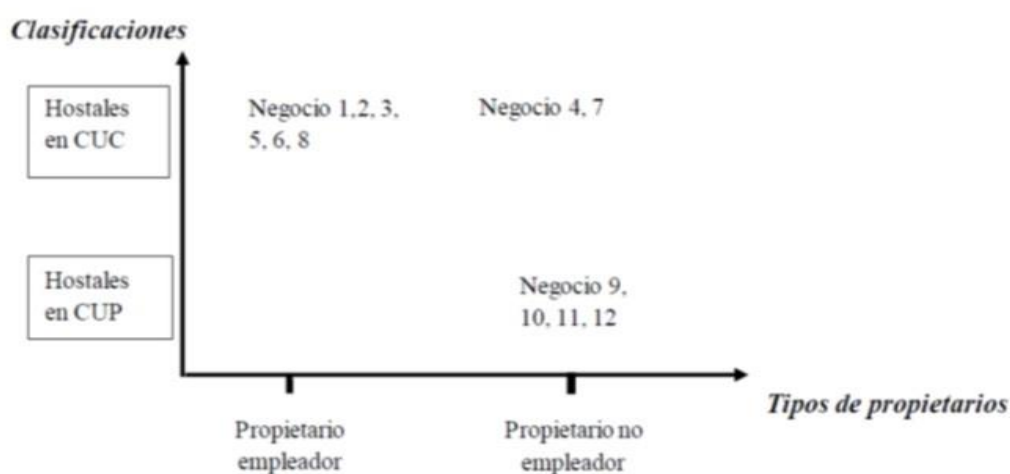 Clasificaciones
Hostales
en CUC
Negocio 1,2, 3,
5, 6, 8
Negocio 4, 7
Hostales
en CUP
Negocio 9,
10, 11, 12
Tipos de propietarios
Propietario
empleador
Propietario no
empleador